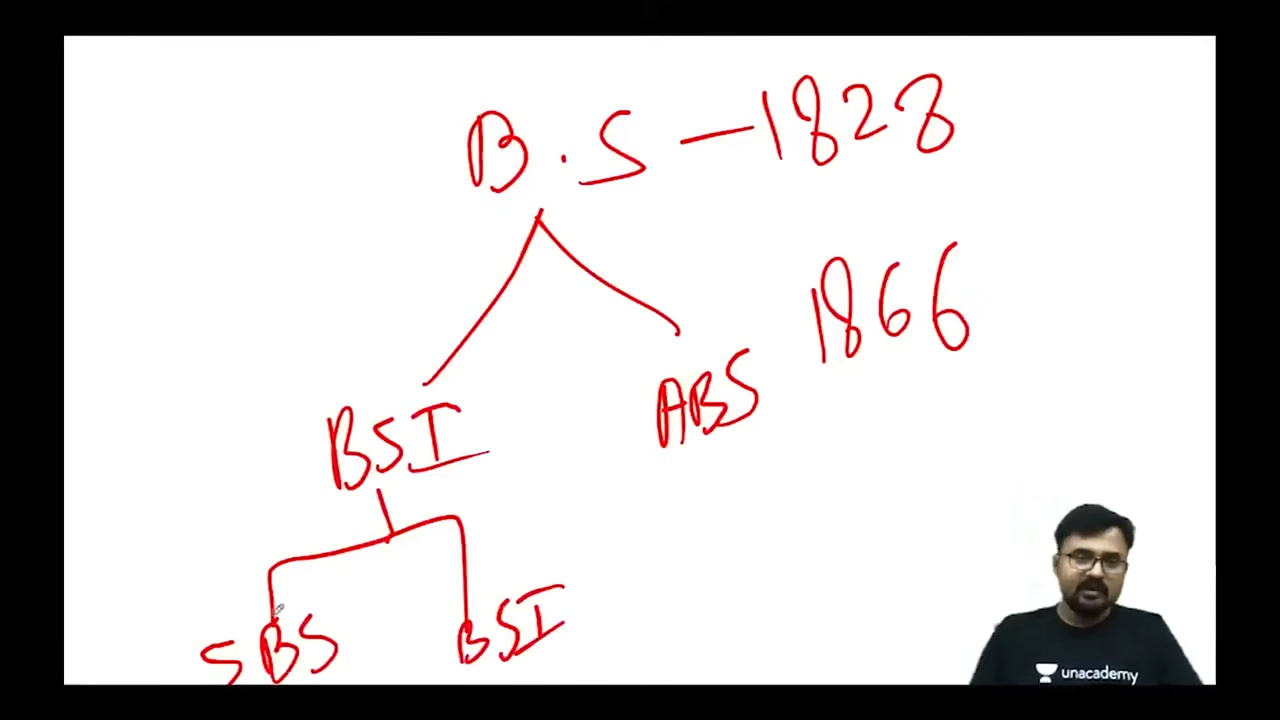 B.S — 1828
1866
ABS
BSI
SBS BSI
unacademy